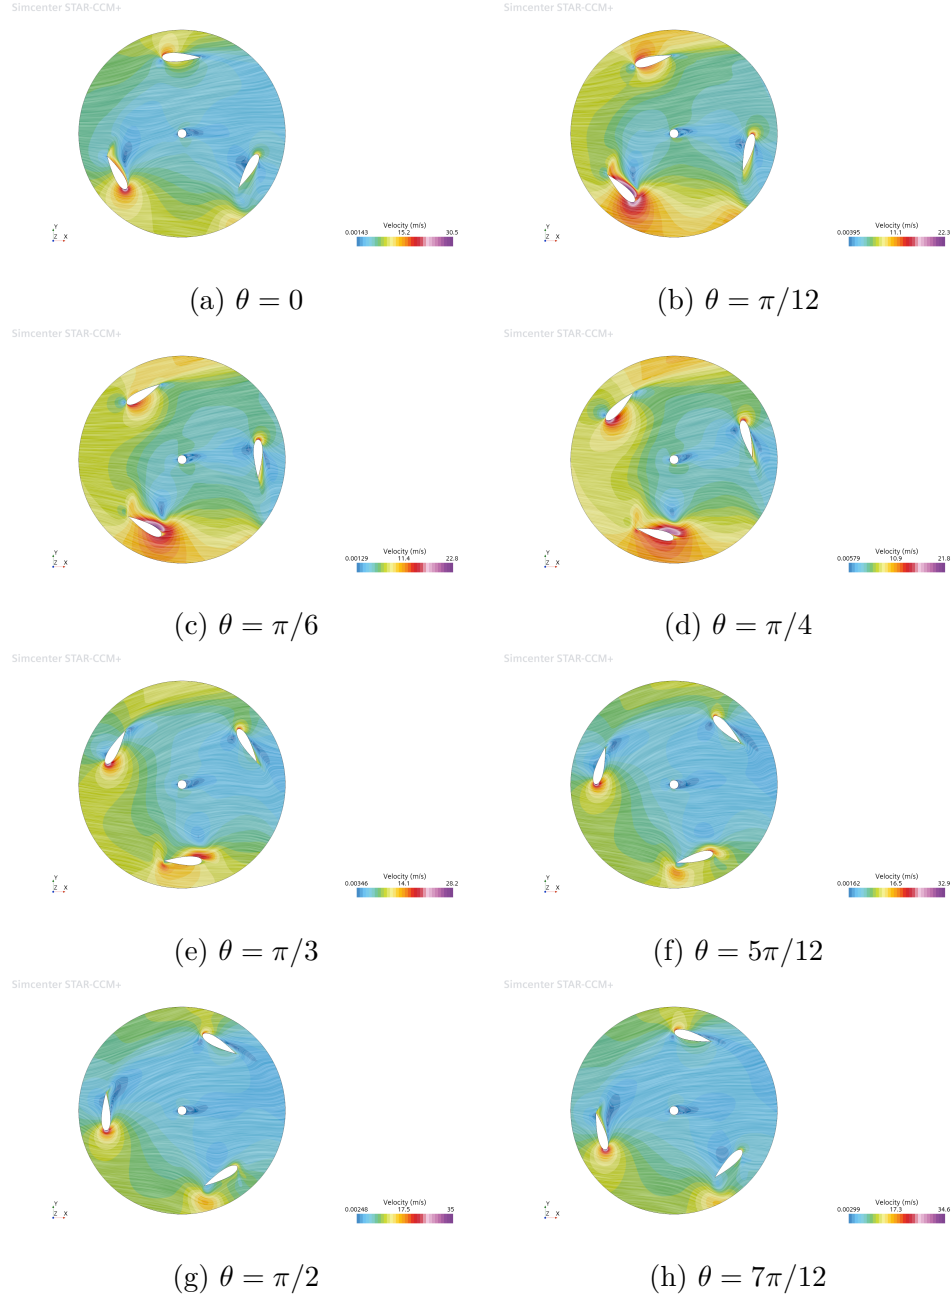 Simcenter STAR-CCM+
Simcenter STAR-CCM+
Y
Z X
Velocity (m/s)
0.00143 15.2 30.5
Y
Z X
Velocity (m/s)
0.00395 11.1 22.3
(a) θ = 0
(b) θ = π/12
Simcenter STAR-CCM+
Simcenter STAR-CCM+
Y
Z X
Velocity (m/s)
0.00129 11.4 22.8
Y
Z X
Velocity (m/s)
0.00579 10.9 21.8
(c) θ = π/6
(d) θ = π/4
Simcenter STAR-CCM+
Simcenter STAR-CCM+
Y
Z X
Velocity (m/s)
0.00346 14.1 28.2
Y
Z X
Velocity (m/s)
0.00162 16.5 32.9
(e) θ = π/3
(f) θ = 5π/12
Simcenter STAR-CCM+
Simcenter STAR-CCM+
Y
Z X
Velocity (m/s)
0.00248 17.5 35
Y
Z X
Velocity (m/s)
0.00299 17.3 34.6
(g) θ = π/2
(h) θ = 7π/12